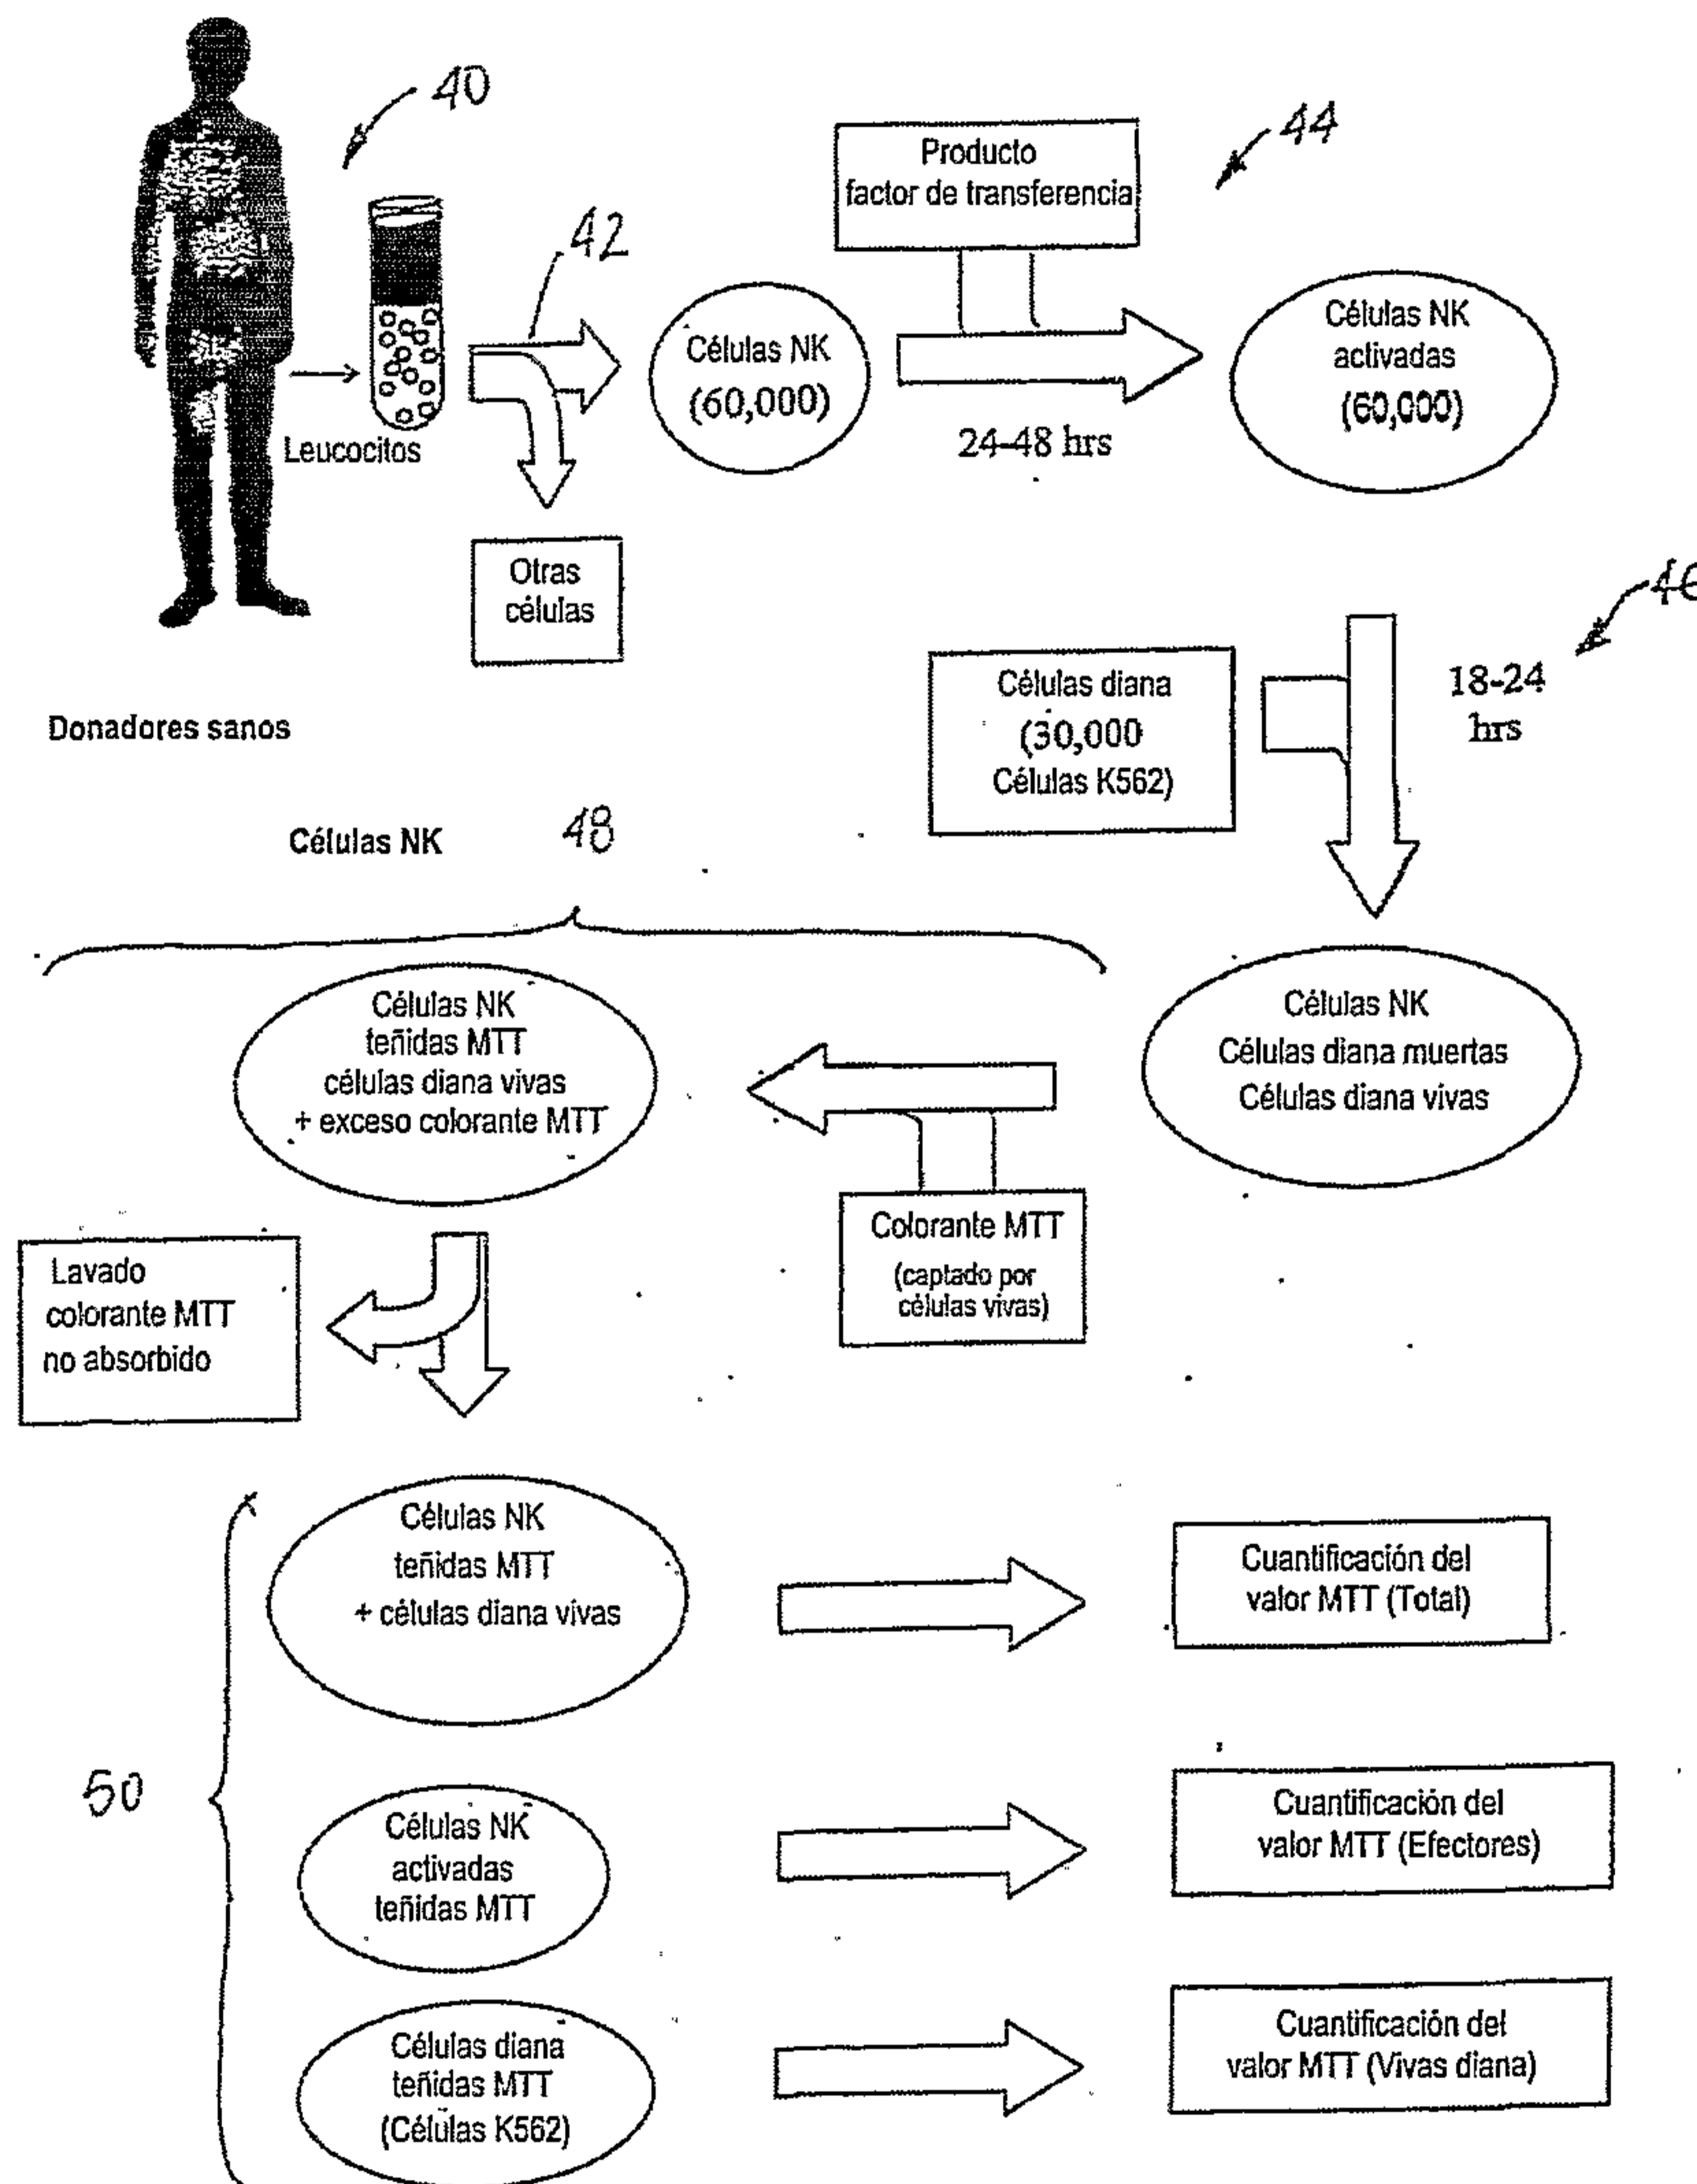 40
44
Producto
factor de transferencia
42
Células NK
(60,000)
Células NK
activadas
(60,000)
24-48 hrs
Leucocitos
Otras
células
46
18-24
hrs
Células diana
(30,000
Células K562)
Donadores sanos
Células NK
48
Células NK
teñidas MTT
células diana vivas
+ exceso colorante MTT
Células NK
Células diana muertas
Células diana vivas
Colorante MTT
(captado por
células vivas)
Lavado
colorante MTT
no absorbido
Células NK
teñidas MTT
+ células diana vivas
Cuantificación del
valor MTT (Total)
50
Células NK
activadas
teñidas MTT
Cuantificación del
valor MTT (Efectores)
Células diana
teñidas MTT
(Células K562)
Cuantificación del
valor MTT (Vivas diana)